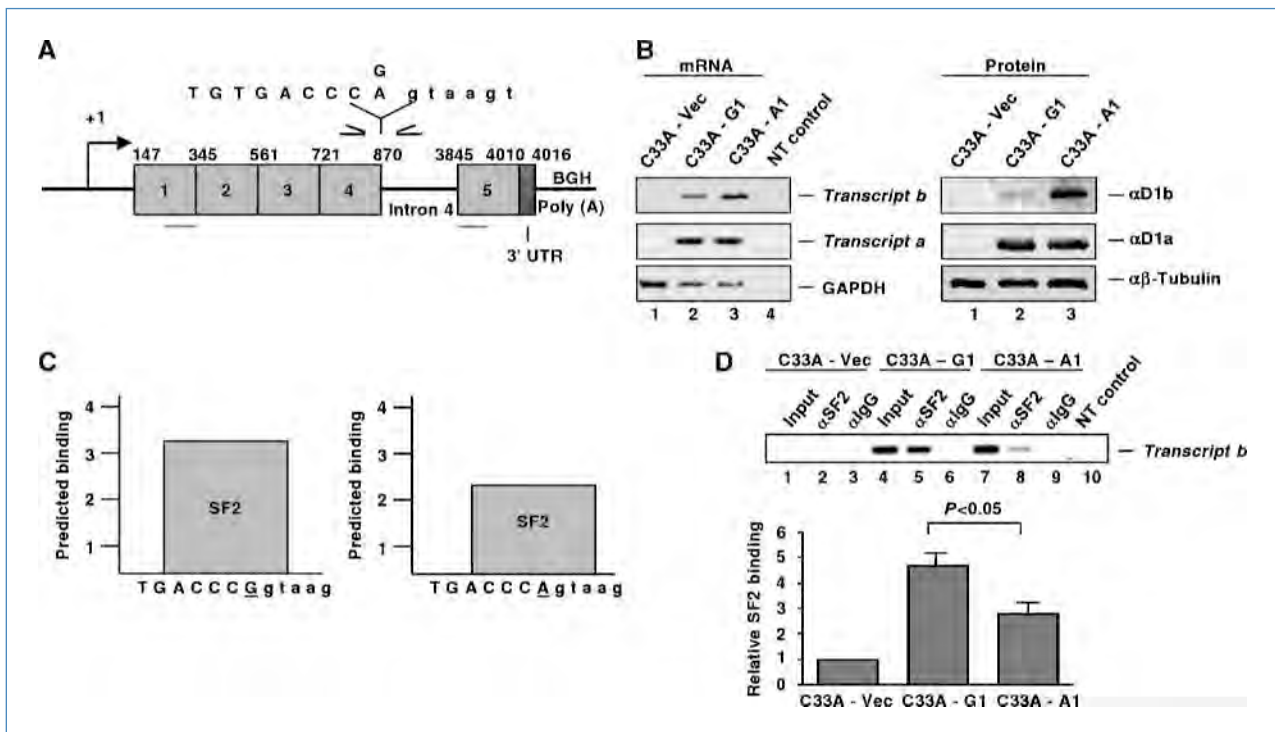 A
G
T G T G A C C C A g t a a g t
+1
147 345 561 721 870 3845 4010 4016
1 2 3 4 5
BGH
Intron 4
Poly (A)
3' UTR
B
mRNA
C33A - Vec
C33A - G1
C33A - A1
NT control
Transcript b
Transcript a
GAPDH
1 2 3 4
Protein
C33A - Vec
C33A - G1
C33A - A1
αD1b
αD1a
αβ-Tubulin
1 2 3
C
Predicted binding
4
3
2
1
SF2
T G A C C C G g t a a g
Predicted binding
4
3
2
1
SF2
T G A C C C A g t a a g
D
C33A - Vec C33A – G1 C33A – A1
Input αSF2 αIgG Input αSF2 αIgG Input αSF2 αIgG NT control
Transcript b
1 2 3 4 5 6 7 8 9 10
P<0.05
Relative SF2 binding
6
5
4
3
2
1
0
C33A - Vec C33A - G1 C33A - A1